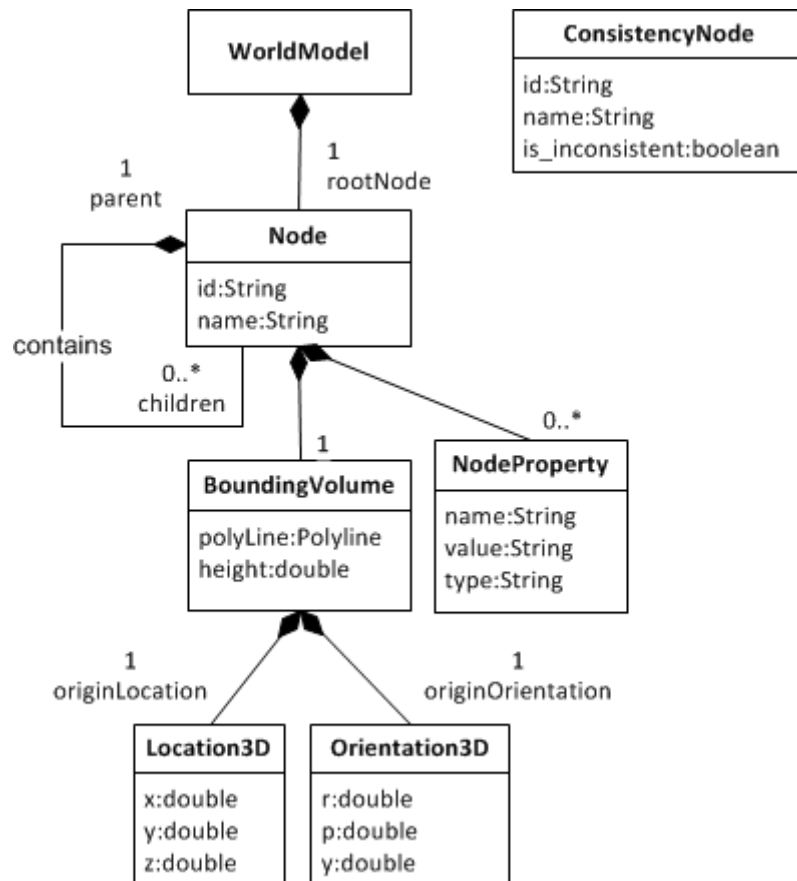 WorldModel
ConsistencyNode
id:String
name:String
is_inconsistent:boolean
1
rootNode
1
parent
Node
id:String
name:String
contains
0..*
children
1
0..*
BoundingVolume
polyLine:Polyline
height:double
NodeProperty
name:String
value:String
type:String
1
originLocation
1
originOrientation
Location3D
x:double
y:double
z:double
Orientation3D
r:double
p:double
y:double